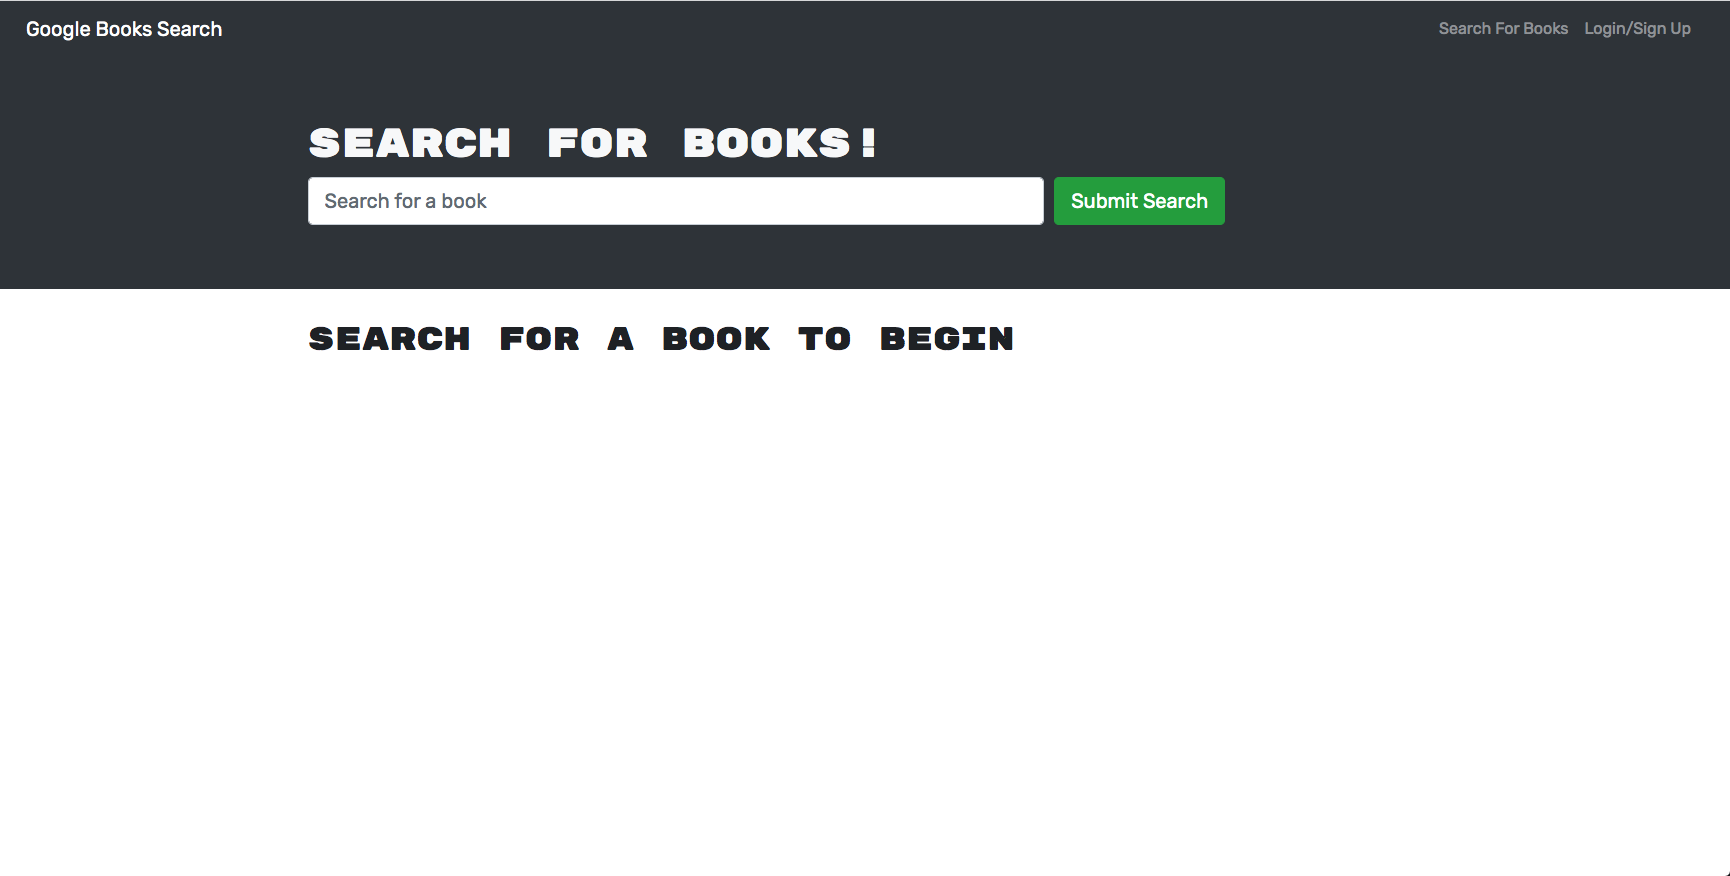 Google Books Search
Search For Books
Login/Sign Up
SEARCH FOR BOOKS!
Search for a book
Submit Search
SEARCH FOR A BOOK TO BEGIN